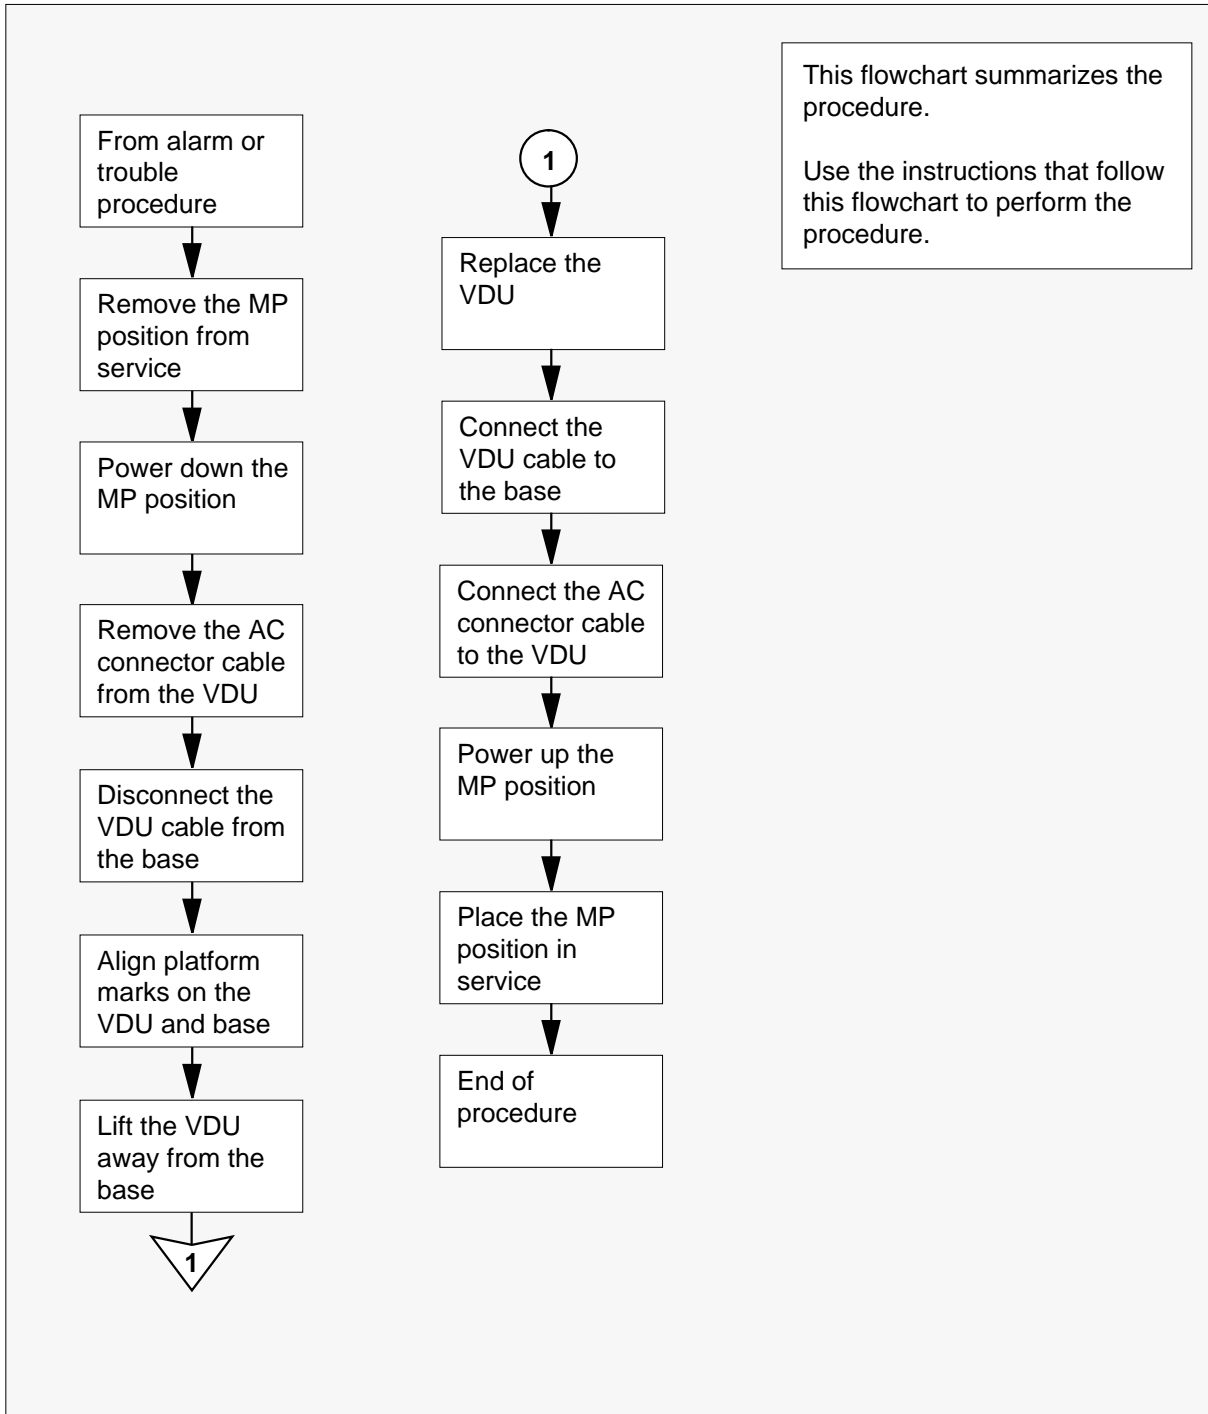 From alarm or
trouble
procedure
Remove the MP
position from
service
Power down the
MP position
Remove the AC
connector cable
from the VDU
Disconnect the
VDU cable from
the base
Align platform
marks on the
VDU and base
Lift the VDU
away from the
base
1
1
Replace the
VDU
Connect the
VDU cable to
the base
Connect the AC
connector cable
to the VDU
Power up the
MP position
Place the MP
position in
service
End of
procedure
This flowchart summarizes the
procedure.
Use the instructions that follow
this flowchart to perform the
procedure.